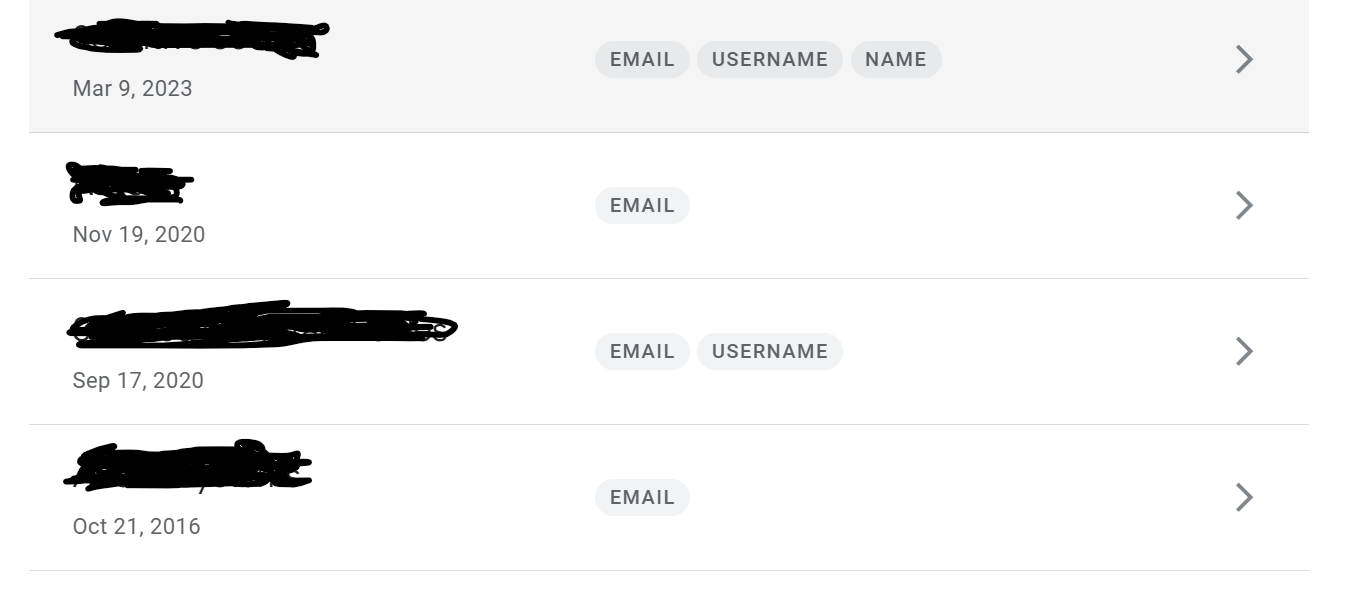 EMAIL USERNAME NAME
Mar 9, 2023
EMAIL
Nov 19, 2020
EMAIL USERNAME
Sep 17, 2020
EMAIL
Oct 21, 2016